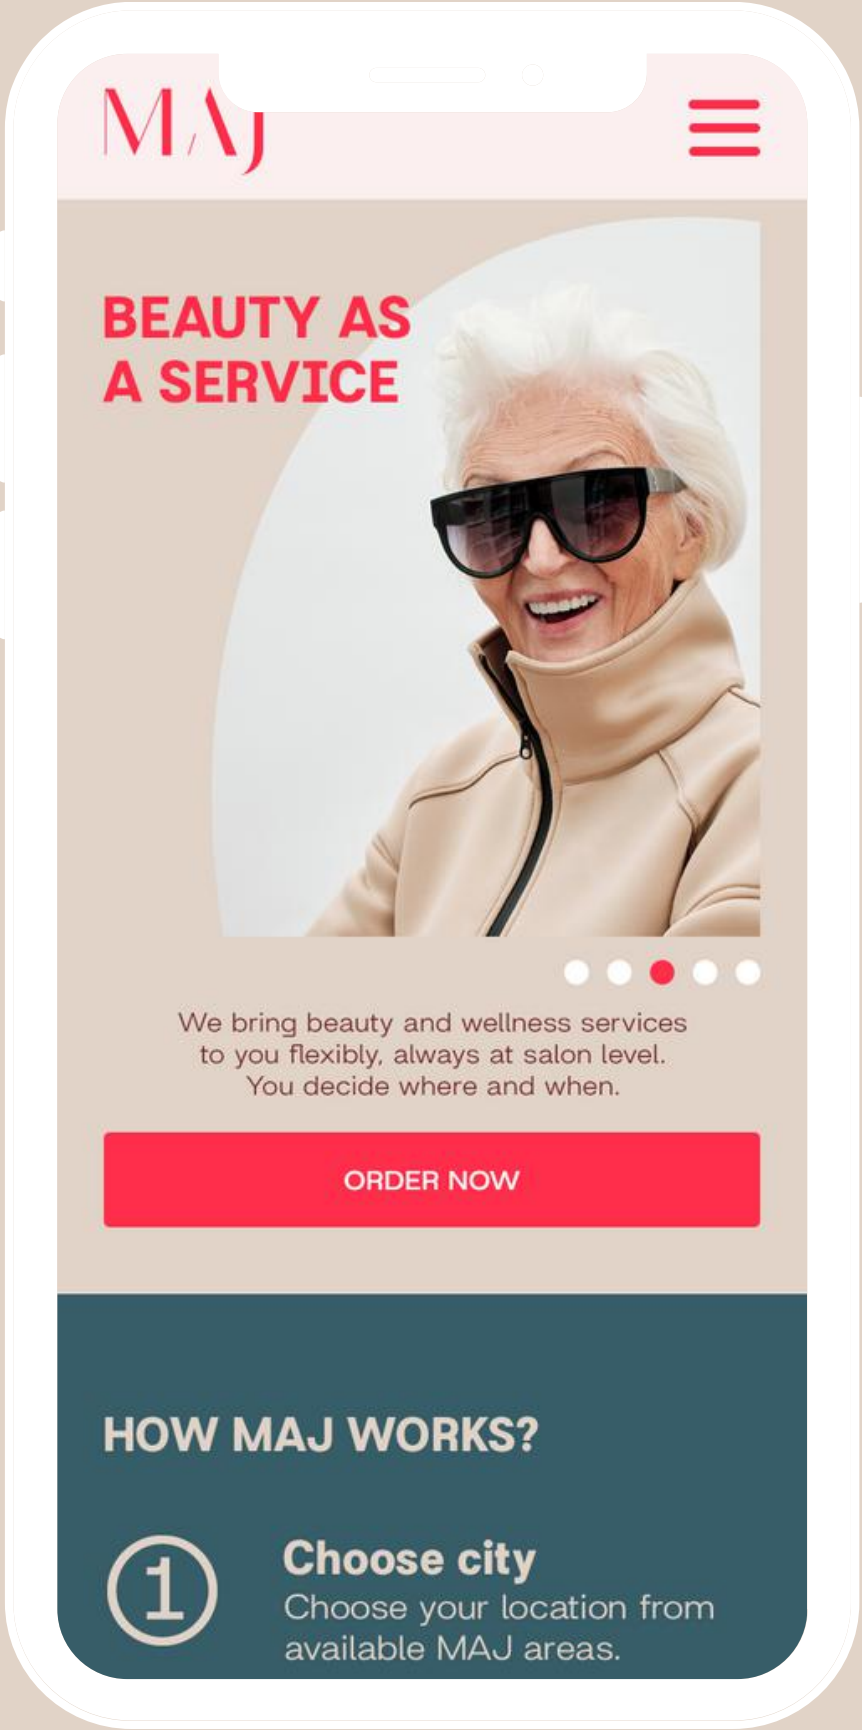 MAJ
BEAUTY AS
A SERVICE
We bring beauty and wellness services
to you flexibly, always at salon level.
You decide where and when.
ORDER NOW
HOW MAJ WORKS?
1
Choose city
Choose your location from
available MAJ areas.